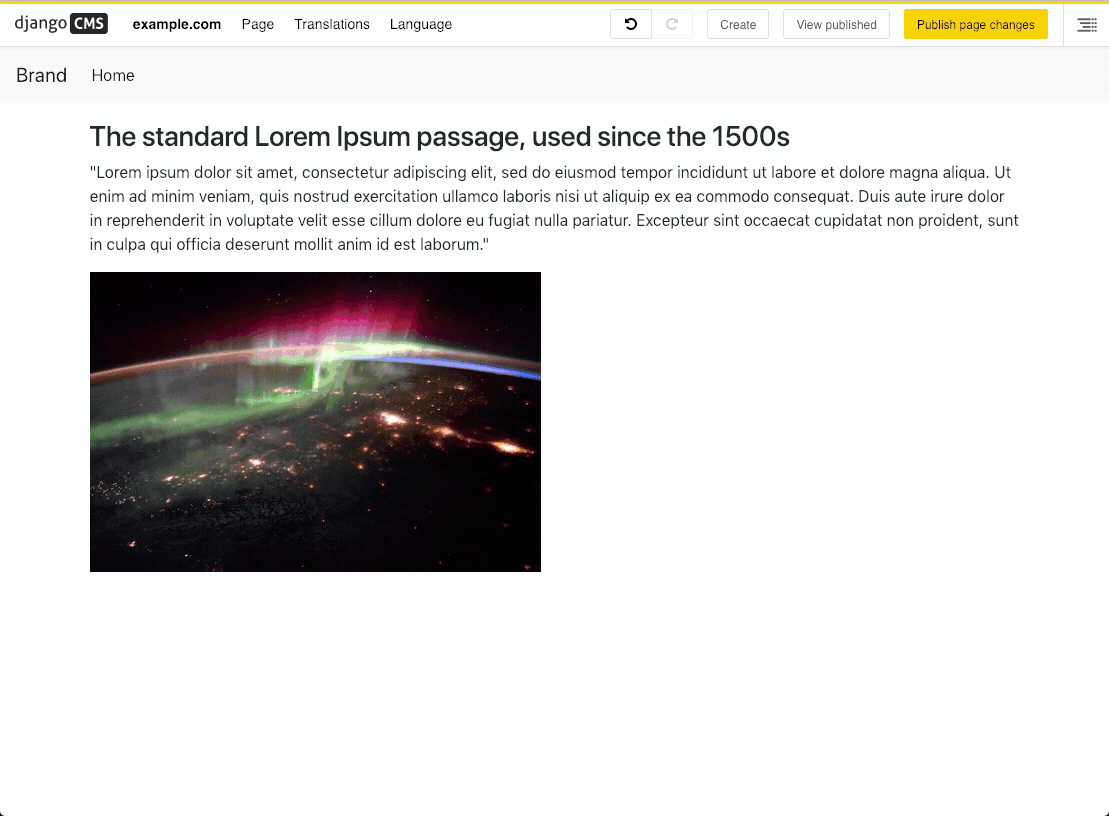 django CMS example.com Page Translations Language Create View published Publish page changes
Brand Home
The standard Lorem Ipsum passage, used since the 1500s
"Lorem ipsum dolor sit amet, consectetur adipiscing elit, sed do eiusmod tempor incididunt ut labore et dolore magna aliqua. Ut
enim ad minim veniam, quis nostrud exercitation ullamco laboris nisi ut aliquip ex ea commodo consequat. Duis aute irure dolor
in reprehenderit in voluptate velit esse cillum dolore eu fugiat nulla pariatur. Excepteur sint occaecat cupidatat non proident, sunt
in culpa qui officia deserunt mollit anim id est laborum."